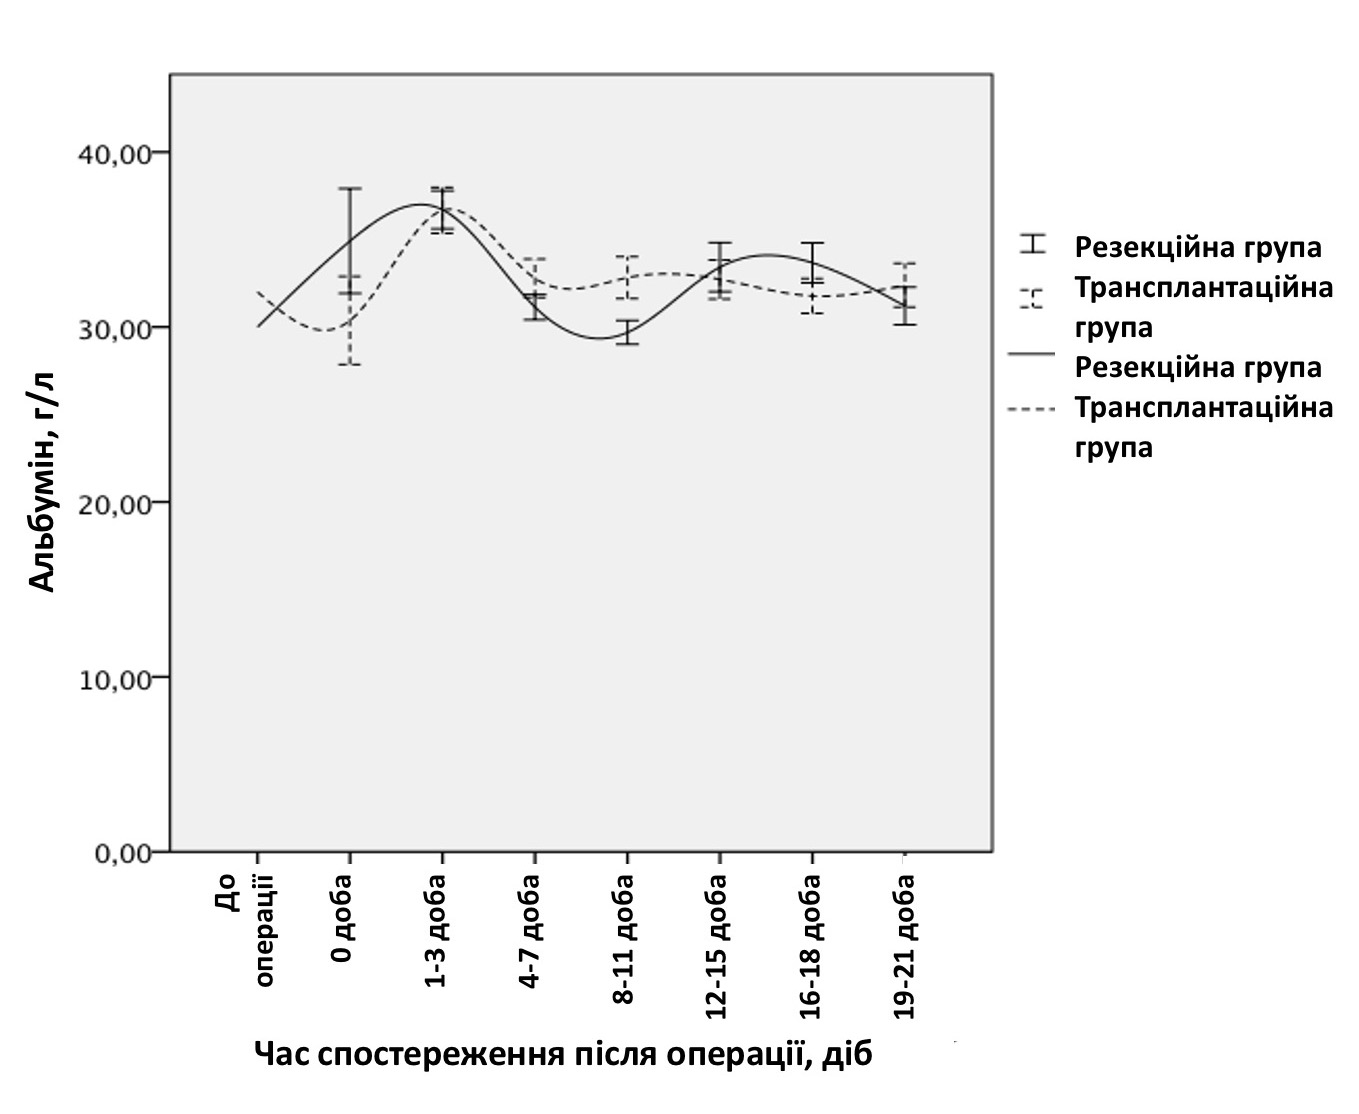 40,00
30,00
20,00
10,00
0,00
Альбумін, г/л
До
операції
0 доба
1-3 доба
4-7 доба
8-11 доба
12-15 доба
16-18 доба
19-21 доба
Час спостереження після операції, діб
Резекційна група
Трансплантаційна
група
Резекційна група
Трансплантаційна
група